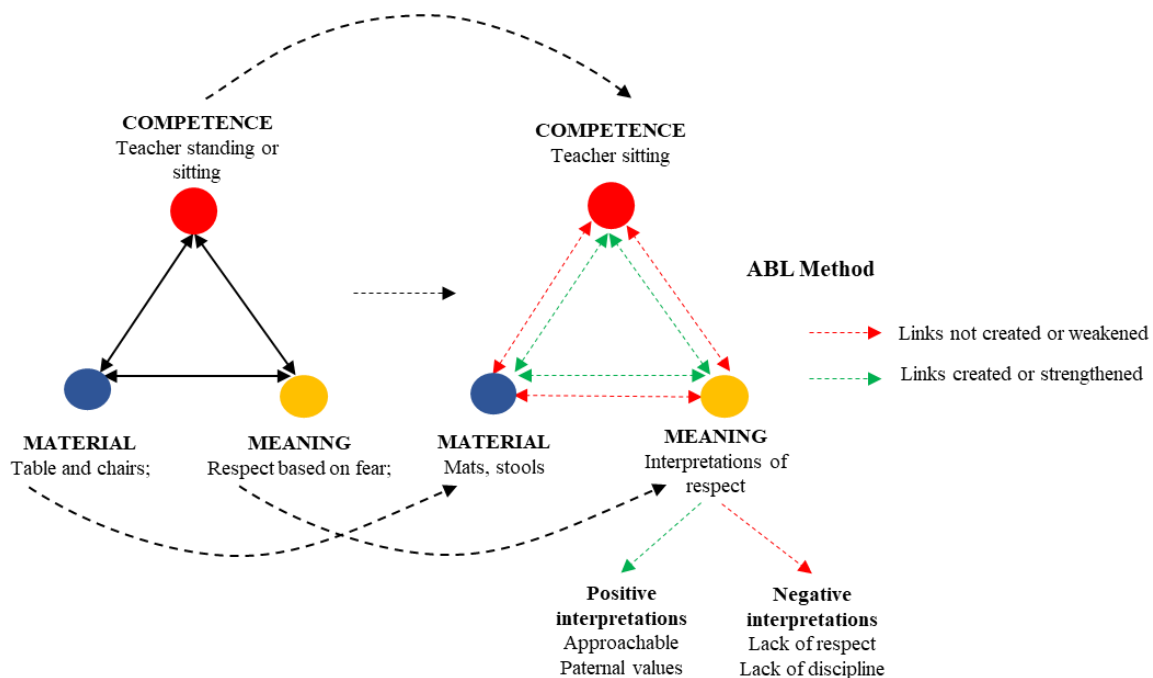 COMPETENCE
Teacher standing or
sitting
MATERIAL
Table and chairs;
MEANING
Respect based on fear;
COMPETENCE
Teacher sitting
MATERIAL
Mats, stools
MEANING
Interpretations of
respect
Positive
interpretations
Approachable
Paternal values
Negative
interpretations
Lack of respect
Lack of discipline
ABL Method
Links not created or weakened
Links created or strengthened